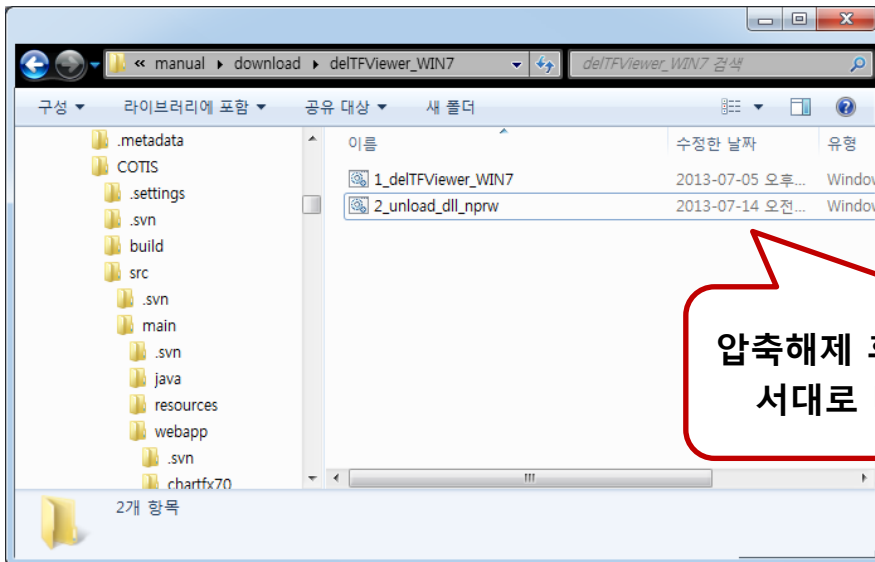 « manual ▸ download ▸ delTFViewer_WIN7
delTFViewer_WIN7 검색
구성 라이브러리에 포함 공유 대상 새 폴더
이름 수정한 날짜 유형
.metadata
COTIS
.settings
.svn
build
src
.svn
main
.svn
java
resources
webapp
.svn
chartfx70
1_delTFViewer_WIN7 2013-07-05 오후... Window
2_unload_dll_nprw 2013-07-14 오전... Window
압축해제
서대로
2개 항목